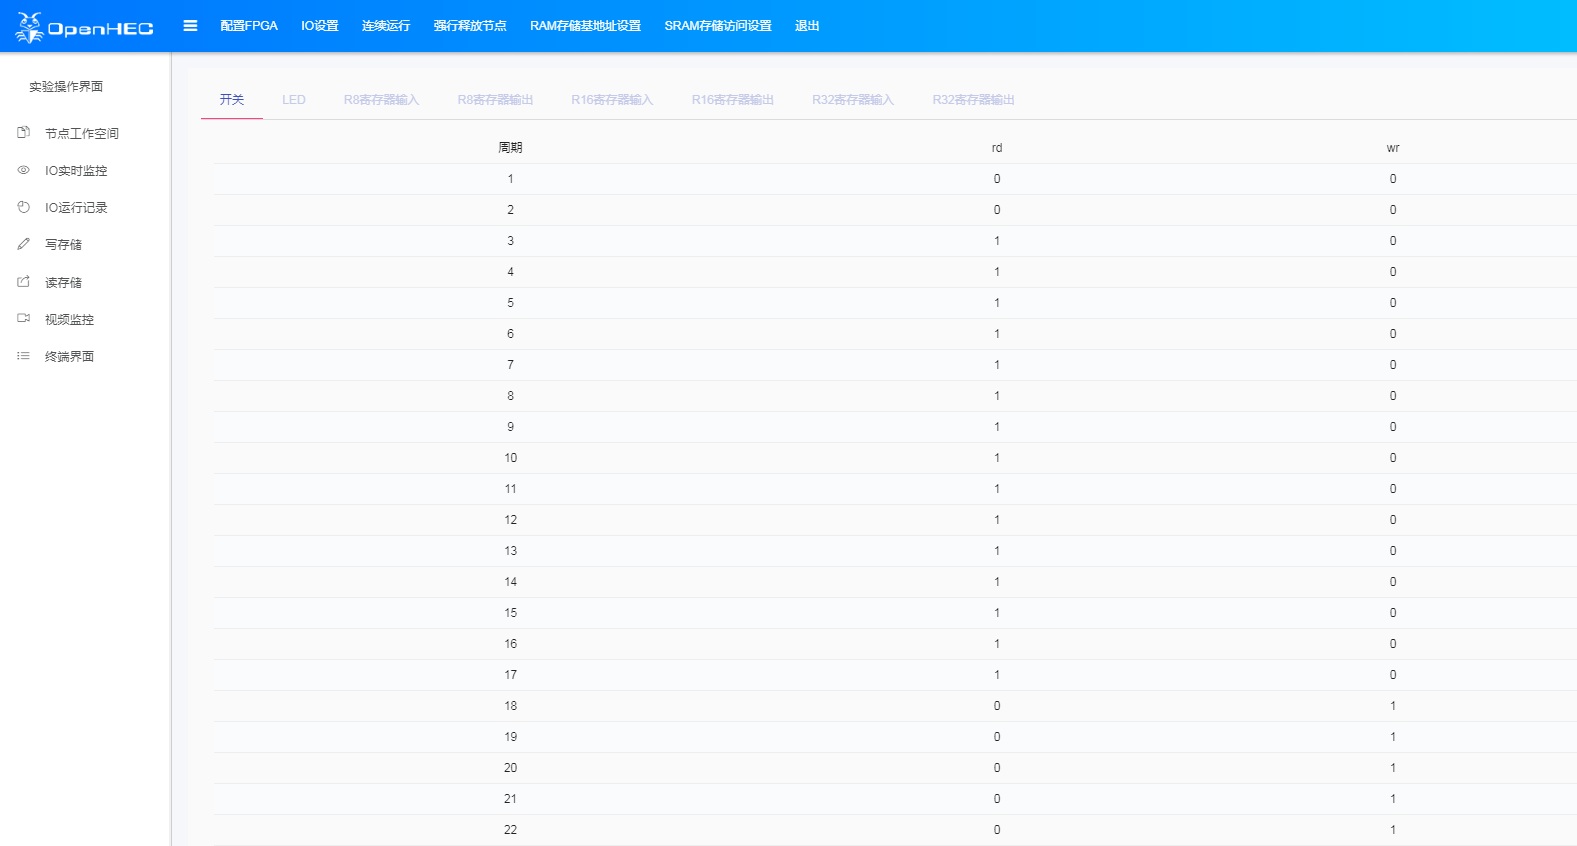 OpenHEC 配置FPGA IO设置 连续运行 强行释放节点 RAM存储基地址设置 SRAM存储访问设置 退出
实验操作界面
节点工作空间
IO实时监控
IO运行记录
写存储
读存储
视频监控
终端界面
开关 LED R8寄存器输入 R8寄存器输出 R16寄存器输入 R16寄存器输出 R32寄存器输入 R32寄存器输出
周期 rd wr
1 0 0
2 0 0
3 1 0
4 1 0
5 1 0
6 1 0
7 1 0
8 1 0
9 1 0
10 1 0
11 1 0
12 1 0
13 1 0
14 1 0
15 1 0
16 1 0
17 1 0
18 0 1
19 0 1
20 0 1
21 0 1
22 0 1